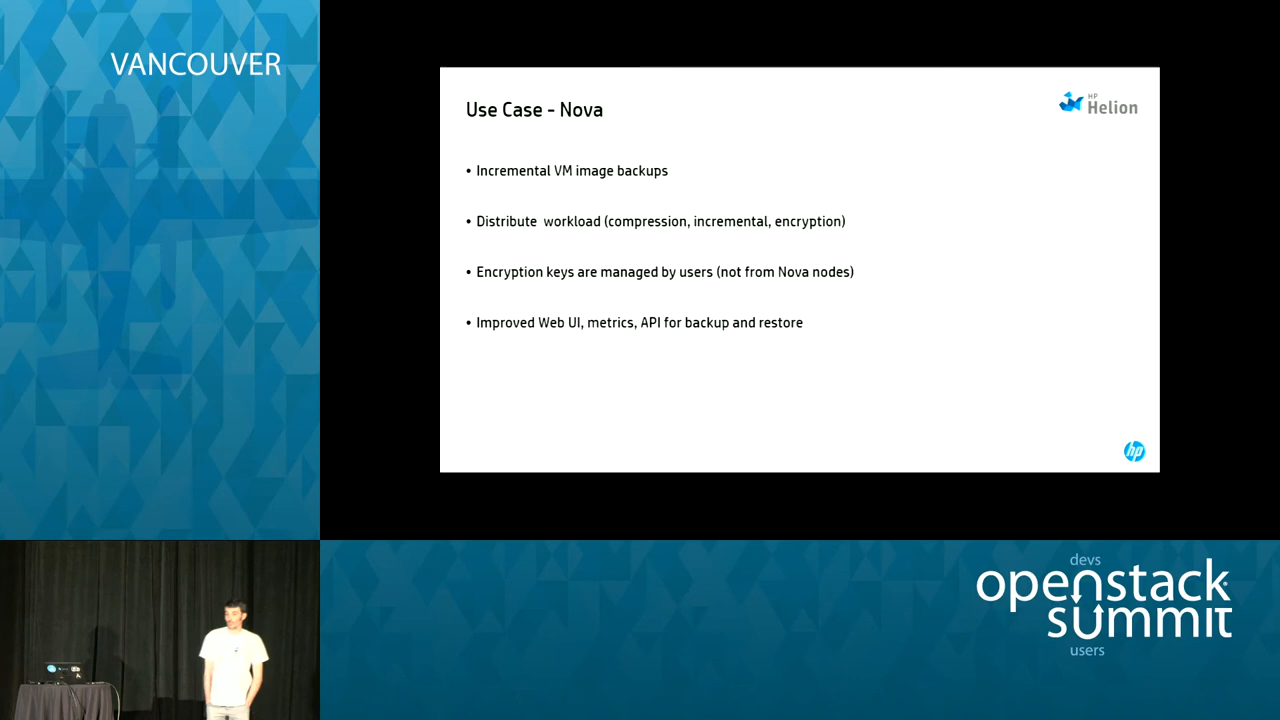 VANCOUVER
Use Case - Nova
HP
Helion
• Incremental VM image backups
• Distribute workload (compression, incremental, encryption)
• Encryption keys are managed by users (not from Nova nodes)
• Improved Web UI, metrics, API for backup and restore
hp
devs
openstack
summit
users